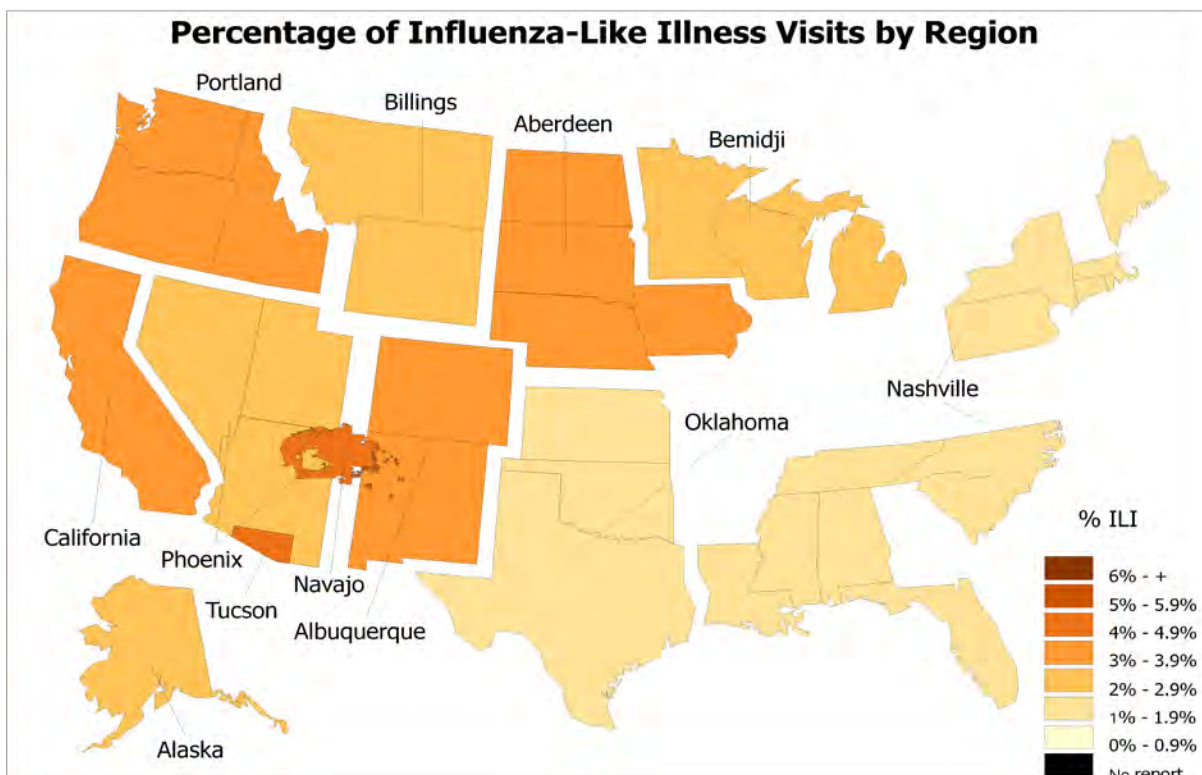 Percentage of Influenza-Like Illness Visits by Region
Portland
Billings
Aberdeen
Bemidji
Nashville
Oklahoma
California
Phoenix
Navajo
Tucson
Albuquerque
Alaska
% ILI
6% - +
5% - 5.9%
4% - 4.9%
3% - 3.9%
2% - 2.9%
1% - 1.9%
0% - 0.9%
No report